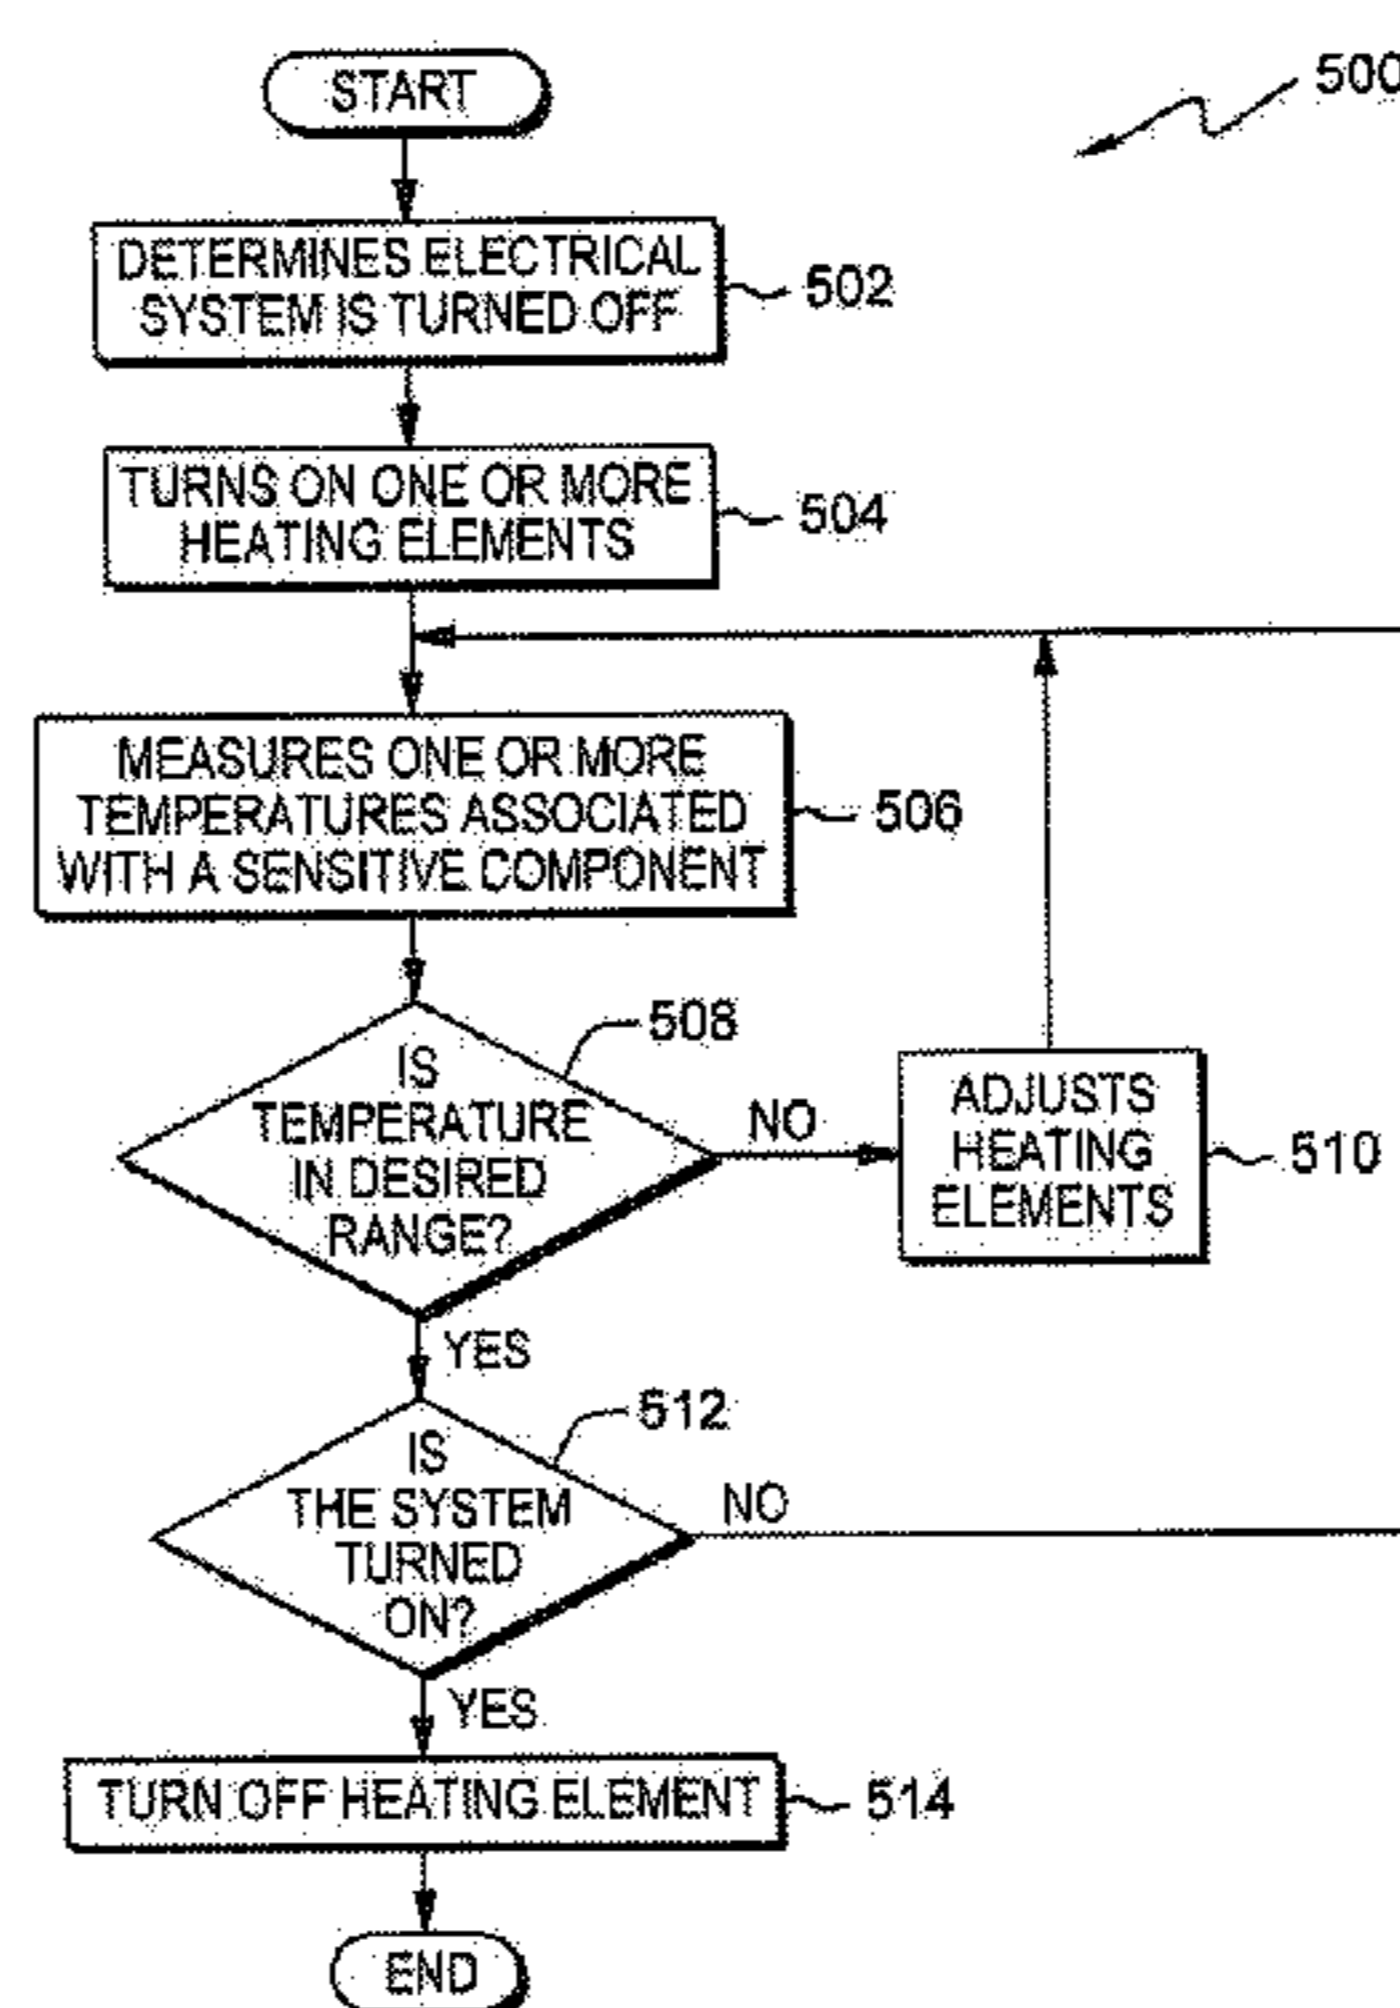 START
500
DETERMINES ELECTRICAL
SYSTEM IS TURNED OFF
502
TURNS ON ONE OR MORE
HEATING ELEMENTS
504
MEASURES ONE OR MORE
TEMPERATURES ASSOCIATED
WITH A SENSITIVE COMPONENT
506
508
IS
TEMPERATURE
IN DESIRED
RANGE?
NO
ADJUSTS
HEATING
ELEMENTS
510
YES
512
IS
THE SYSTEM
TURNED
ON?
NO
YES
TURN OFF HEATING ELEMENT
514
END